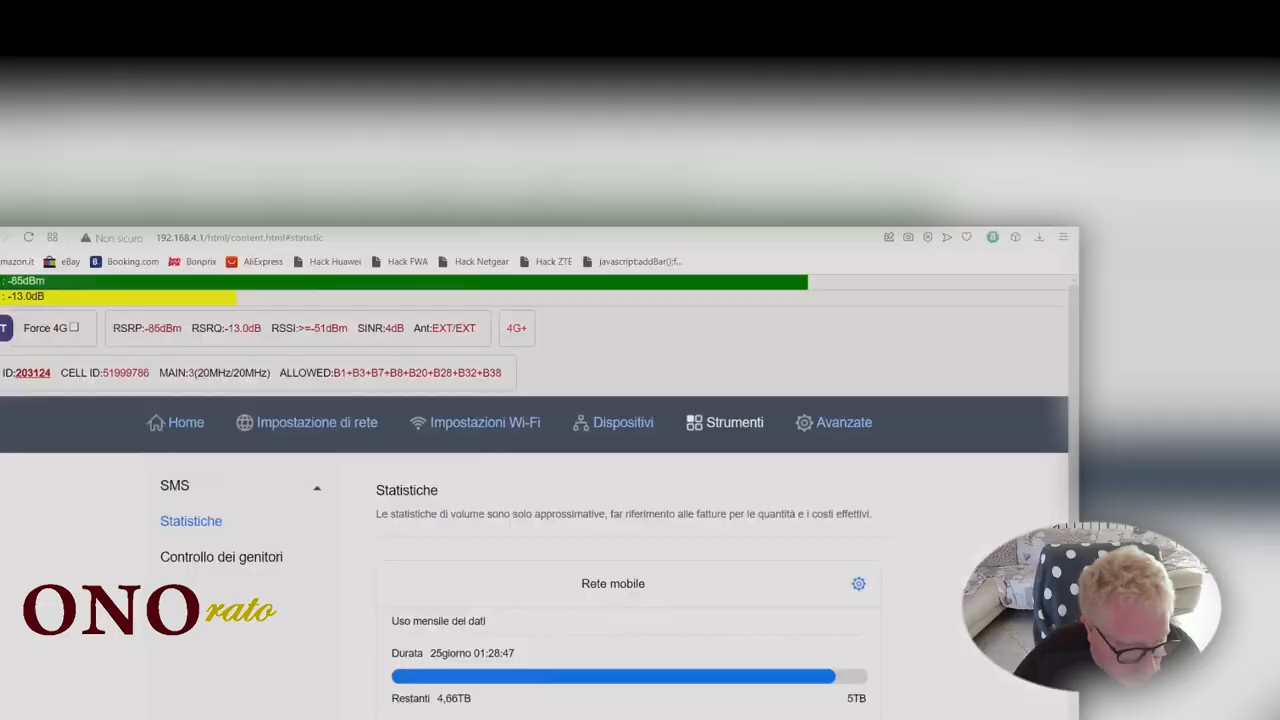 Non sicuro 192.168.4.1/html/content.html#statistic
mazon.it eBay Booking.com Bonprix AliExpress Hack Huawei Hack FWA Hack Netgear Hack ZTE javascript:addBar();f...
: -85dBm
: -13.0dB
T Force 4G RSRP:-86dBm RSRQ:-13.0dB RSSI:>=-51dBm SINR:4dB Ant:EXT/EXT 4G+
ID:203124 CELL ID:51999786 MAIN:3(20MHz/20MHz) ALLOWED:B1+B3+B7+B8+B20+B28+B32+B38
Home Impostazione di rete Impostazioni Wi-Fi Dispositivi Strumenti Avanzate
SMS
Statistiche
Controllo dei genitori
Statistiche
Le statistiche di volume sono solo approssimative, far riferimento alle fatture per le quantità e i costi effettivi.
Rete mobile
Uso mensile dei dati
Durata 25giorno 01:28:47
Restanti 4,66TB 5TB
ONOrato